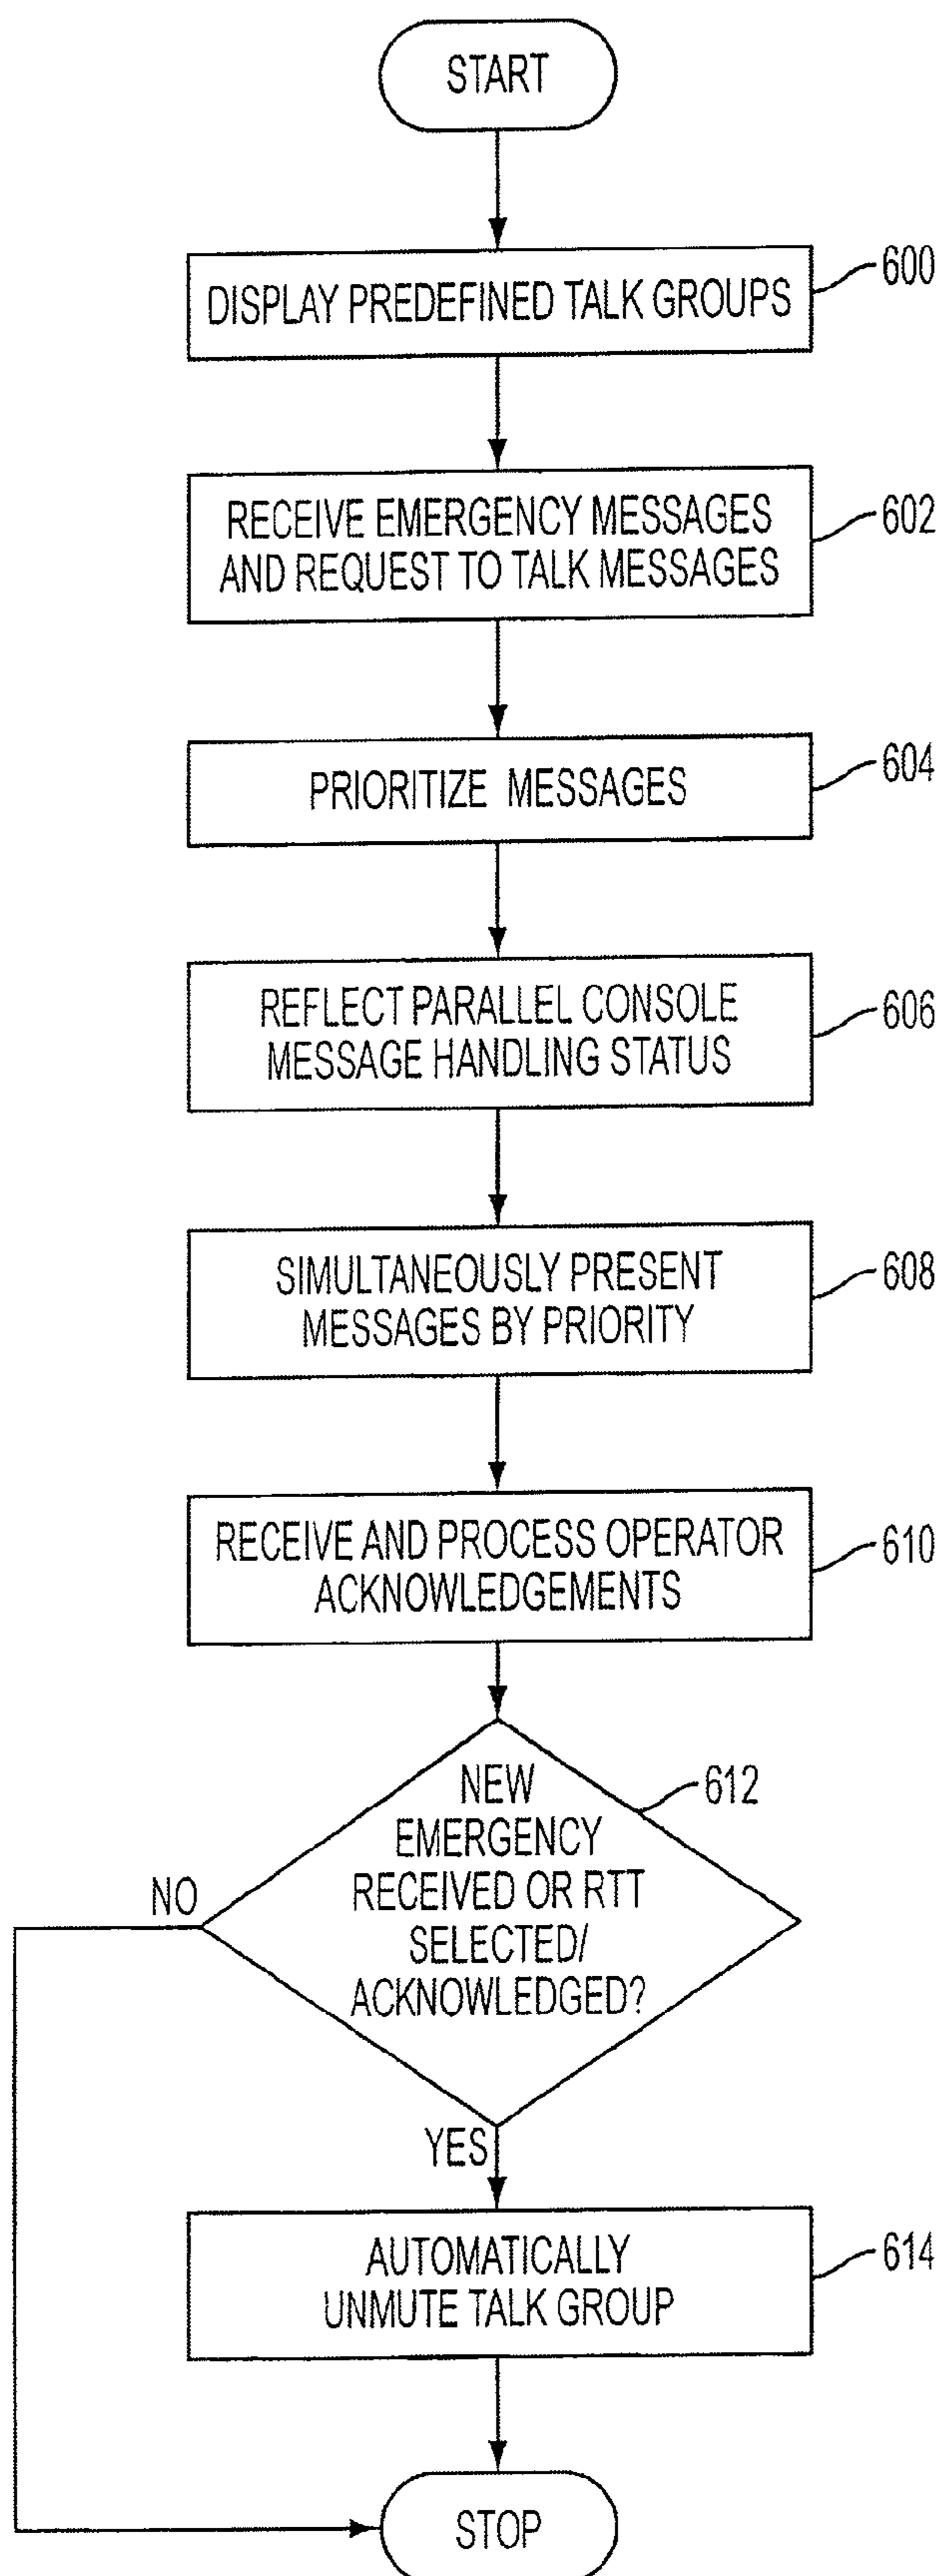 START
DISPLAY PREDEFINED TALK GROUPS
600
RECEIVE EMERGENCY MESSAGES
AND REQUEST TO TALK MESSAGES
602
PRIORITIZE MESSAGES
604
REFLECT PARALLEL CONSOLE
MESSAGE HANDLING STATUS
606
SIMULTANEOUSLY PRESENT
MESSAGES BY PRIORITY
608
RECEIVE AND PROCESS OPERATOR
ACKNOWLEDGEMENTS
610
NEW
EMERGENCY
RECEIVED OR RTT
SELECTED/
ACKNOWLEDGED?
612
NO
YES
AUTOMATICALLY
UNMUTE TALK GROUP
614
STOP